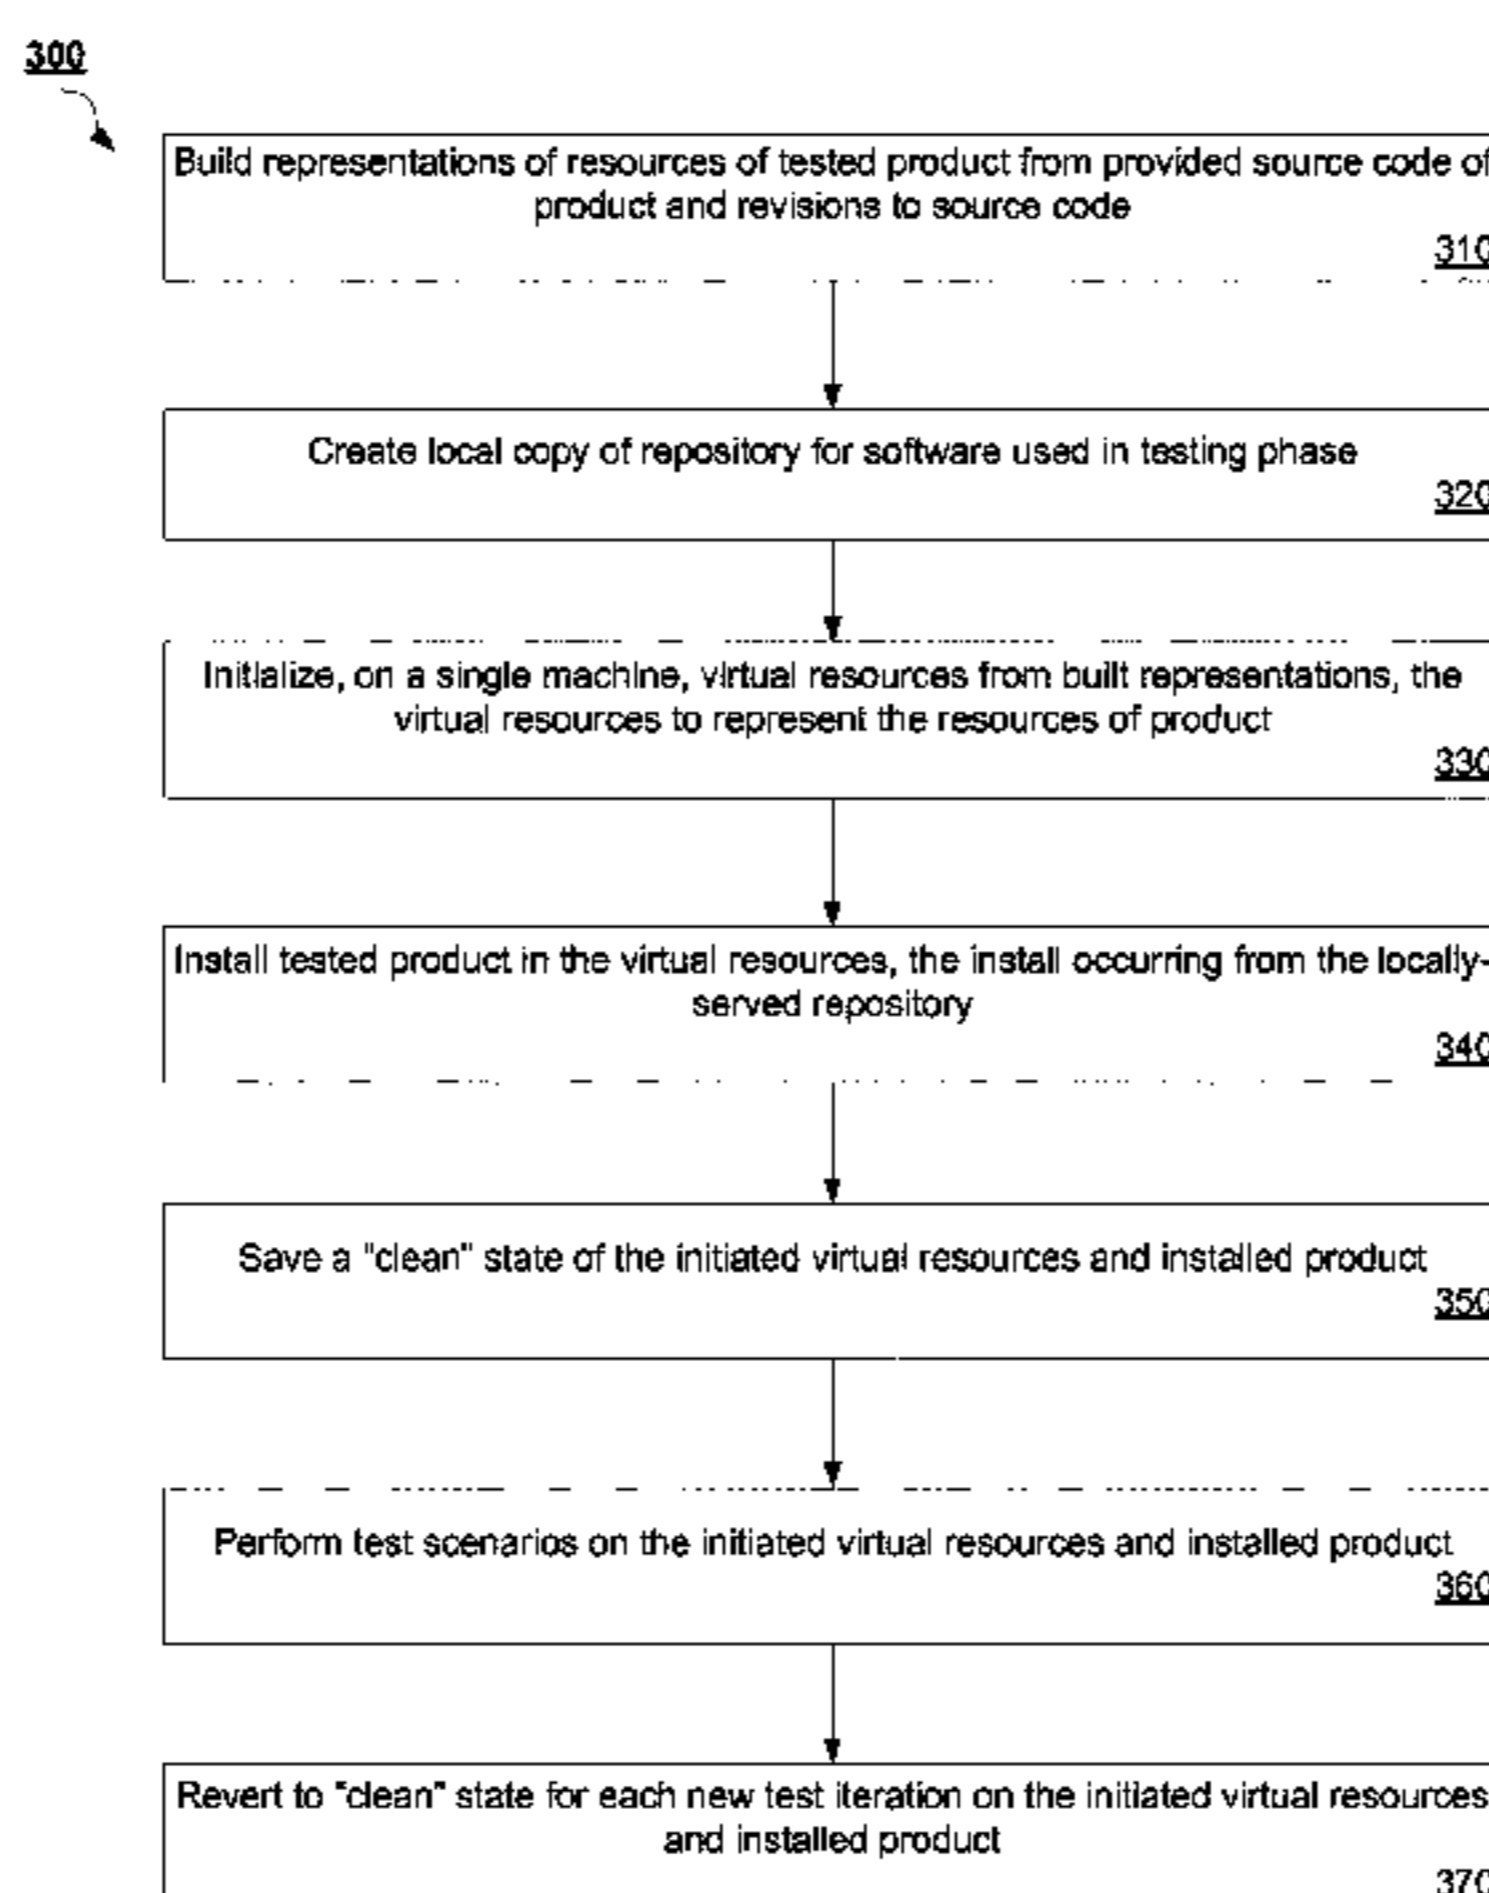 300
Build representations of resources of tested product from provided source code of
product and revisions to source code
310
Create local copy of repository for software used in testing phase
320
Initialize, on a single machine, virtual resources from built representations, the
virtual resources to represent the resources of product
330
Install tested product in the virtual resources, the install occurring from the locally-
served repository
340
Save a "clean" state of the initiated virtual resources and installed product
350
Perform test scenarios on the initiated virtual resources and installed product
360
Revert to "clean" state for each new test iteration on the initiated virtual resources
and installed product
370